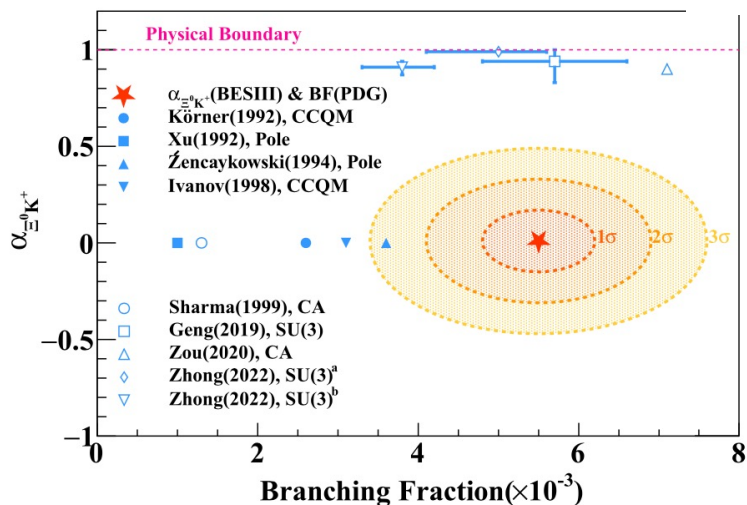 Physical Boundary
α_Ξ⁰K⁺(BESIII) & BF(PDG)
Körner(1992), CCQM
Xu(1992), Pole
Źencaykowski(1994), Pole
Ivanov(1998), CCQM
1σ 2σ 3σ
Sharma(1999), CA
Geng(2019), SU(3)
Zou(2020), CA
Zhong(2022), SU(3)ᵃ
Zhong(2022), SU(3)ᵇ
1
0.5
0
−0.5
−1
α_Ξ⁰K⁺
0 2 4 6 8
Branching Fraction(×10⁻³)